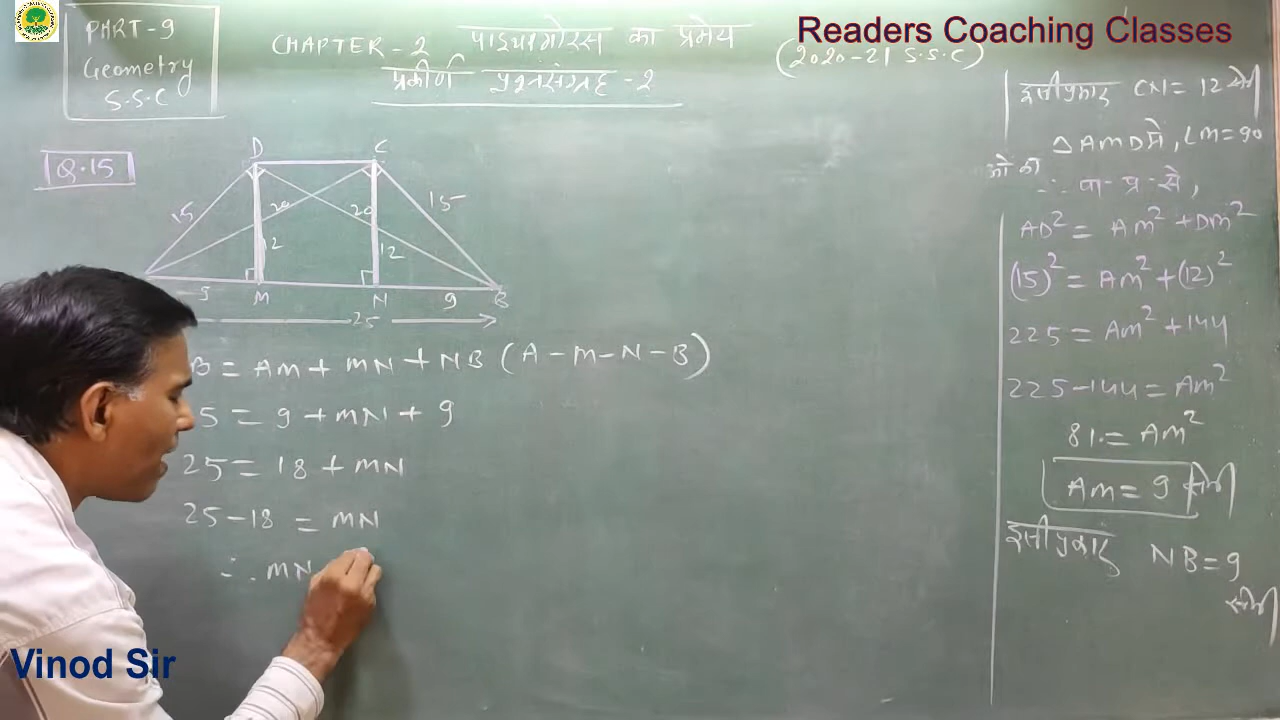 PART-9
Geometry
S.S.C
CHAPTER - 2 पाइथागोरस का प्रमेय
प्रकीर्ण प्रश्नसंग्रह - 2
(2020-21 S.S.C)
Readers Coaching Classes
Q.15
D C
15 20 20 15
12 12
5 M N 9 B
25
B = AM + MN + NB (A - M - N - B)
5 = 9 + MN + 9
25 = 18 + MN
25 - 18 = MN
∴ MN
इसीप्रकार CN = 12 सेमी
Δ AMD मे, ∠M = 90
∴ पा. प्र. से,
AD² = AM² + DM²
(15)² = AM² + (12)²
225 = AM² + 144
225 - 144 = AM²
81 = AM²
AM = 9 सेमी
इसीप्रकार NB = 9
सेमी
Vinod Sir